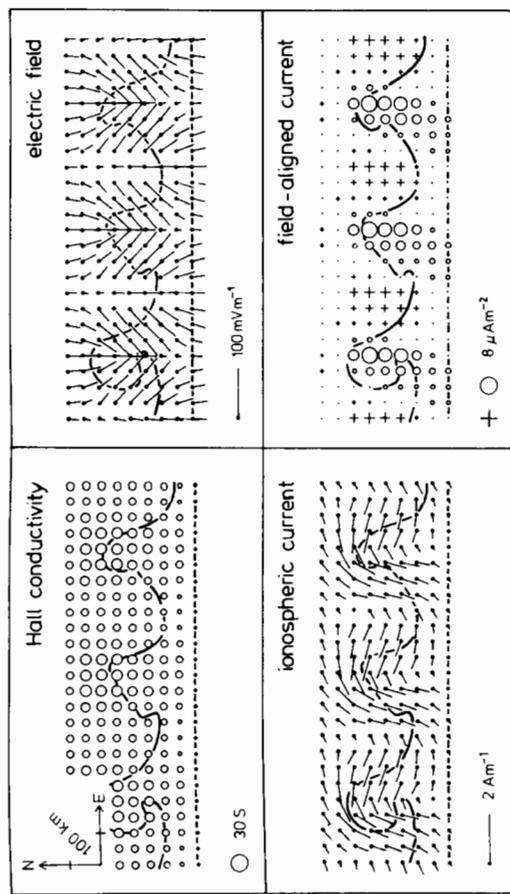 Hall conductivity
N
100 km
E
30 S
electric field
100 mVm⁻¹
ionospheric current
2 Am⁻¹
field-aligned current
8 μAm⁻²